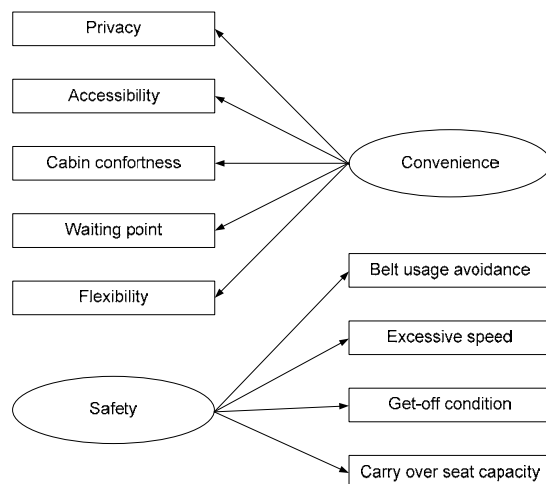 Privacy
Accessibility
Cabin confortness
Waiting point
Flexibility
Convenience
Belt usage avoidance
Excessive speed
Get-off condition
Carry over seat capacity
Safety